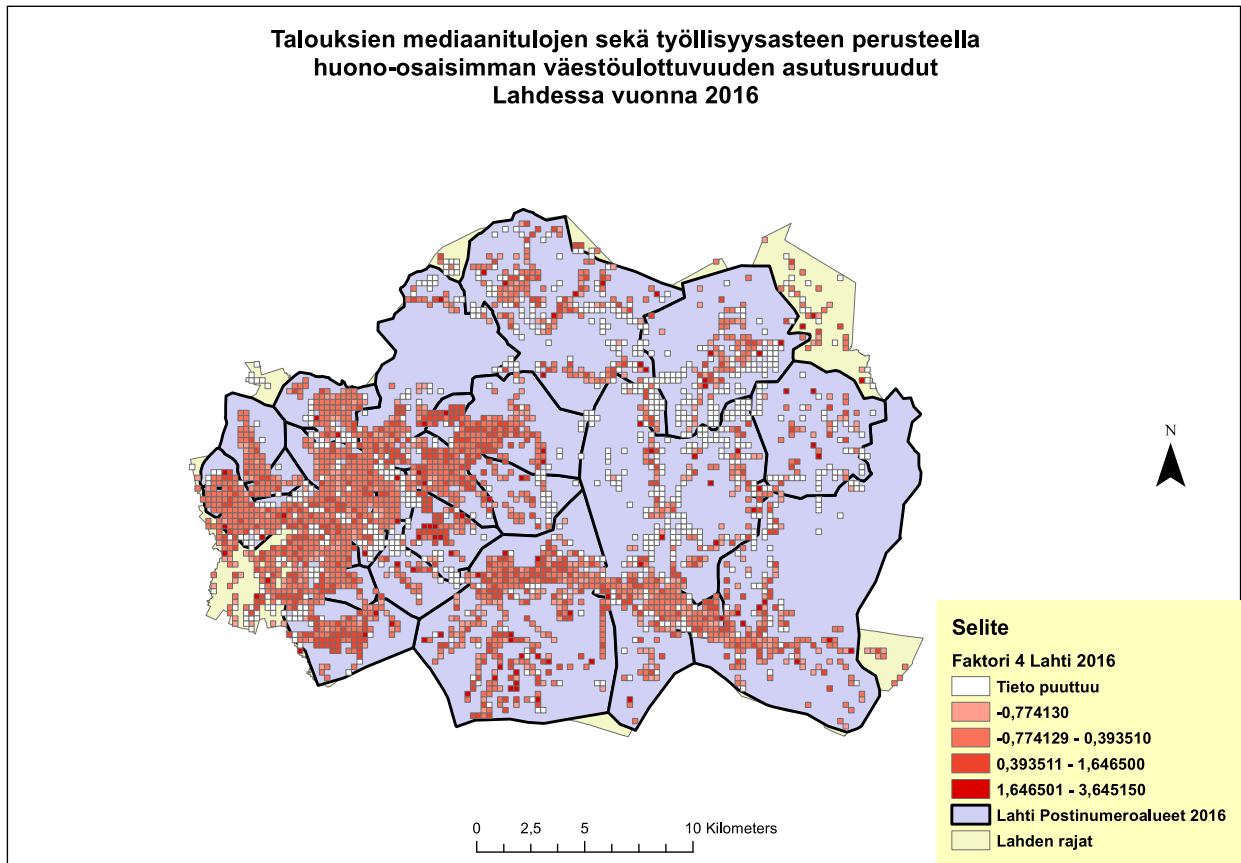 Talouksien mediaanitulojen sekä työllisyysasteen perusteella
huono-osaisimman väestöulottuvuuden asutusruudut
Lahdessa vuonna 2016
N
Selite
Faktori 4 Lahti 2016
Tieto puuttuu
-0,774130
-0,774129 - 0,393510
0,393511 - 1,646500
1,646501 - 3,645150
Lahti Postinumeroalueet 2016
Lahden rajat
0 2,5 5 10 Kilometers